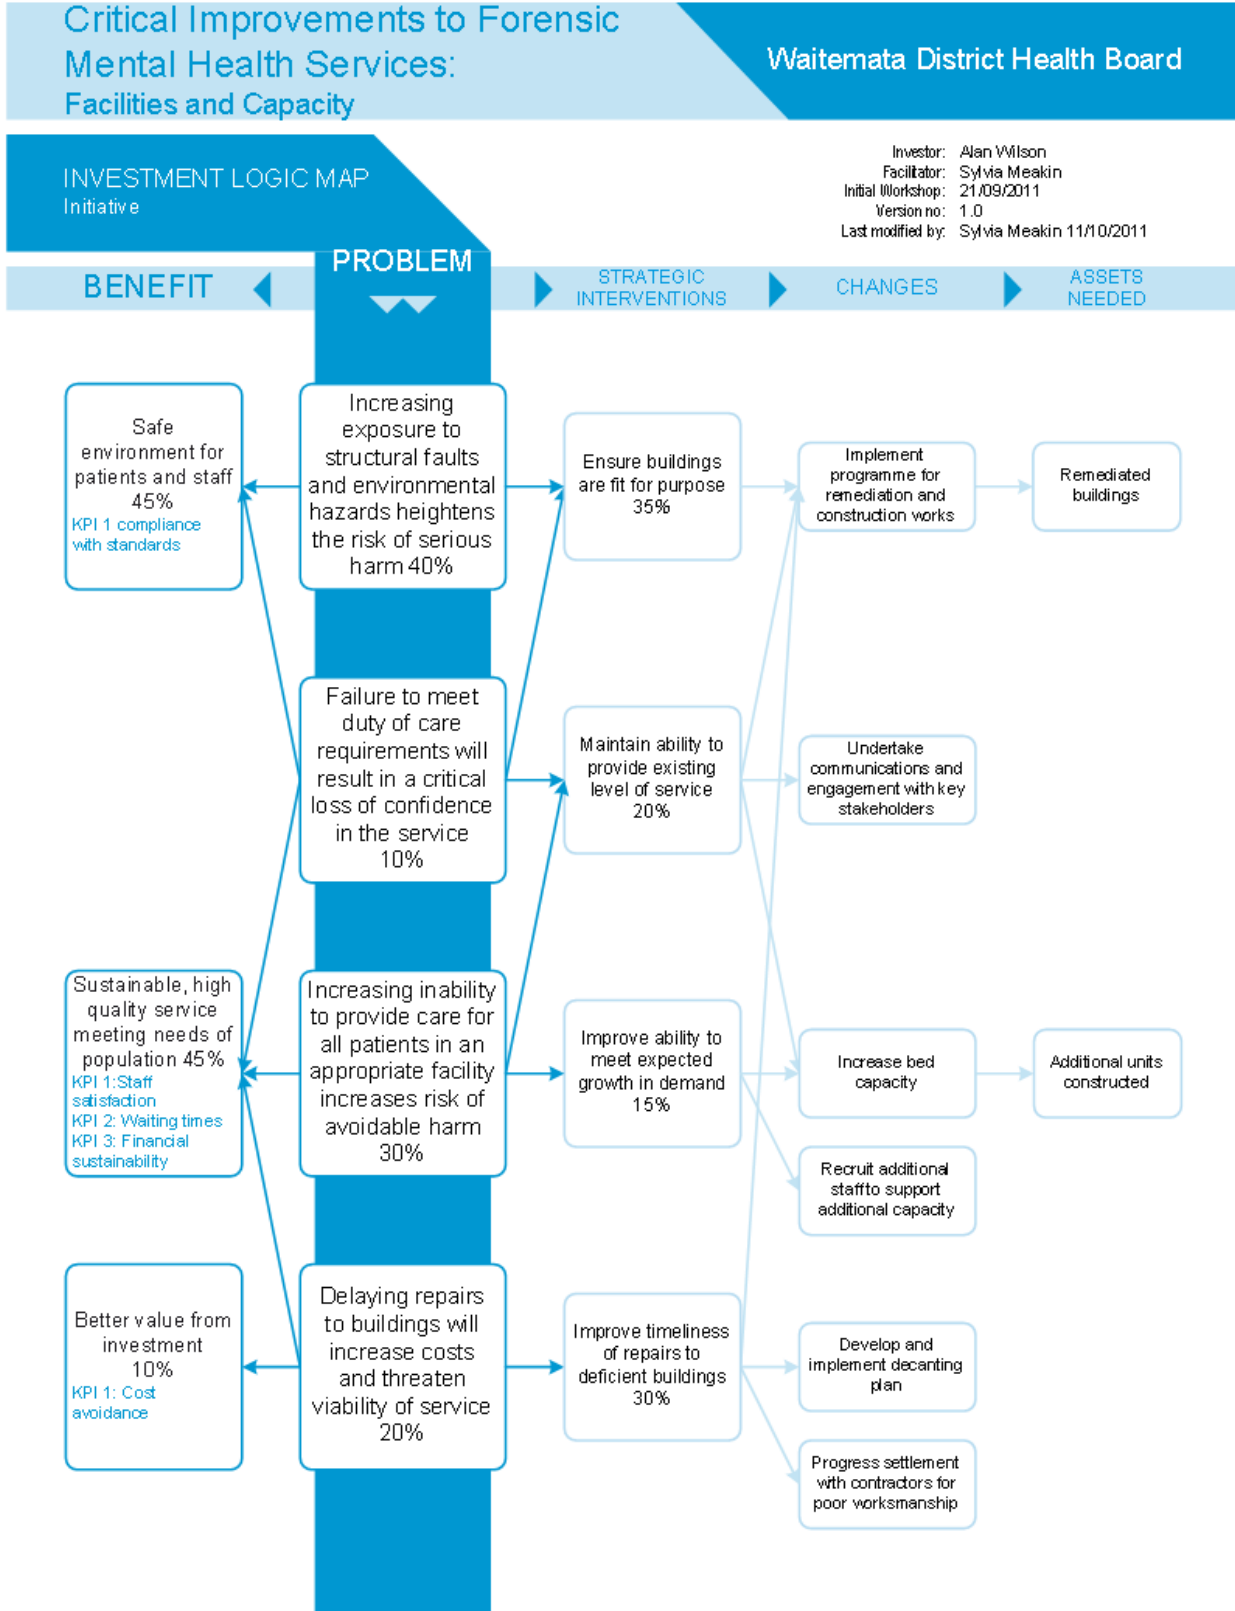 Critical Improvements to Forensic
Mental Health Services:
Facilities and Capacity
Waitemata District Health Board
INVESTMENT LOGIC MAP
Initiative
Investor: Alan Wilson
Facilitator: Sylvia Meakin
Initial Workshop: 21/09/2011
Version no: 1.0
Last modified by: Sylvia Meakin 11/10/2011
BENEFIT
PROBLEM
STRATEGIC
INTERVENTIONS
CHANGES
ASSETS
NEEDED
Safe
environment for
patients and staff
45%
KPI 1 compliance
with standards
Increasing
exposure to
structural faults
and environmental
hazards heightens
the risk of serious
harm 40%
Ensure buildings
are fit for purpose
35%
Implement
programme for
remediation and
construction works
Remediated
buildings
Failure to meet
duty of care
requirements will
result in a critical
loss of confidence
in the service
10%
Maintain ability to
provide existing
level of service
20%
Undertake
communications and
engagement with key
stakeholders
Sustainable, high
quality service
meeting needs of
population 45%
KPI 1:Staff
satisfaction
KPI 2: Waiting times
KPI 3: Financial
sustainability
Increasing inability
to provide care for
all patients in an
appropriate facility
increases risk of
avoidable harm
30%
Improve ability to
meet expected
growth in demand
15%
Increase bed
capacity
Additional units
constructed
Recruit additional
staff to support
additional capacity
Better value from
investment
10%
KPI 1: Cost
avoidance
Delaying repairs
to buildings will
increase costs
and threaten
viability of service
20%
Improve timeliness
of repairs to
deficient buildings
30%
Develop and
implement decanting
plan
Progress settlement
with contractors for
poor worksmanship